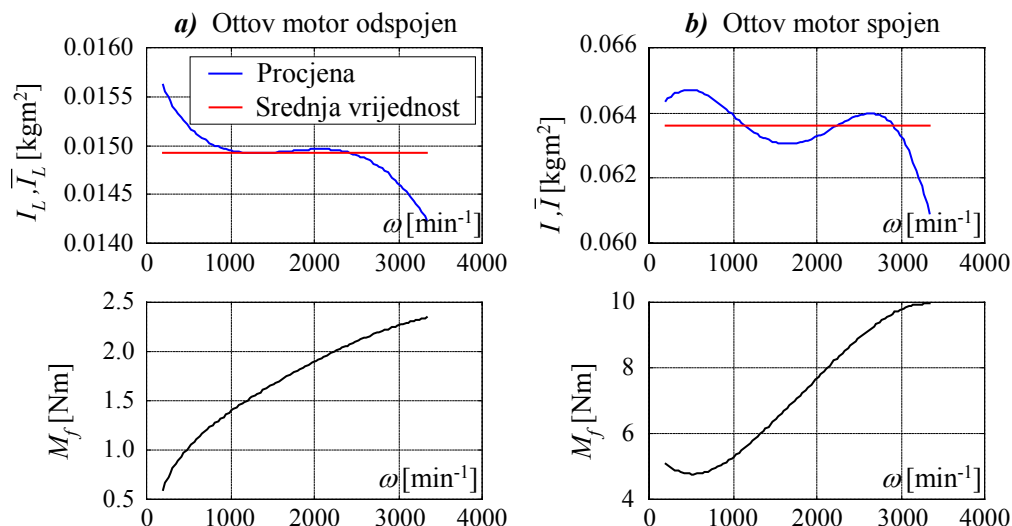 a) Ottov motor odspojen
0.0160
0.0155
0.0150
0.0145
0.0140
I_L, Ī_L [kgm²]
Procjena
Srednja vrijednost
ω [min⁻¹]
0 1000 2000 3000 4000
b) Ottov motor spojen
0.066
0.064
0.062
0.060
I, Ī [kgm²]
ω [min⁻¹]
0 1000 2000 3000 4000
2.5
2.0
1.5
1.0
0.5
M_f [Nm]
ω [min⁻¹]
0 1000 2000 3000 4000
10
8
6
4
M_f [Nm]
ω [min⁻¹]
0 1000 2000 3000 4000